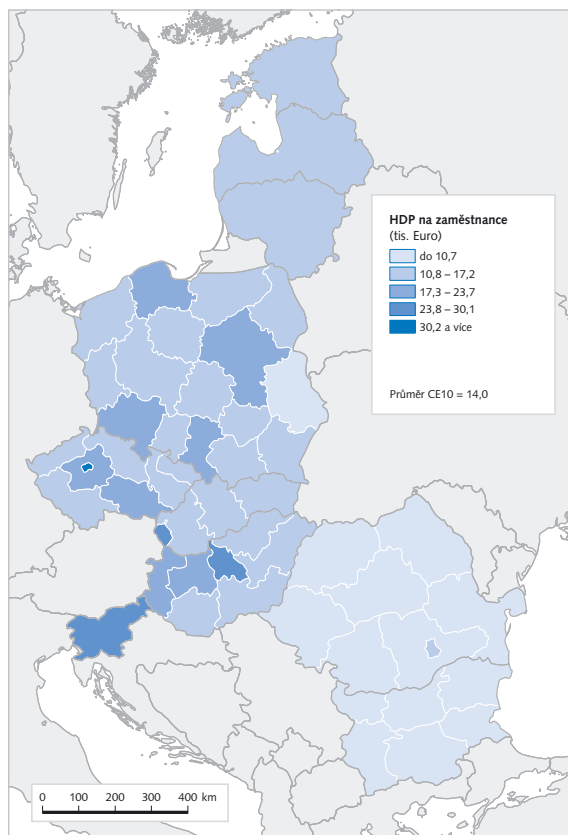 HDP na zaměstnance
(tis. Euro)
do 10,7
10,8 – 17,2
17,3 – 23,7
23,8 – 30,1
30,2 a více
Průměr CE10 = 14,0
0 100 200 300 400 km